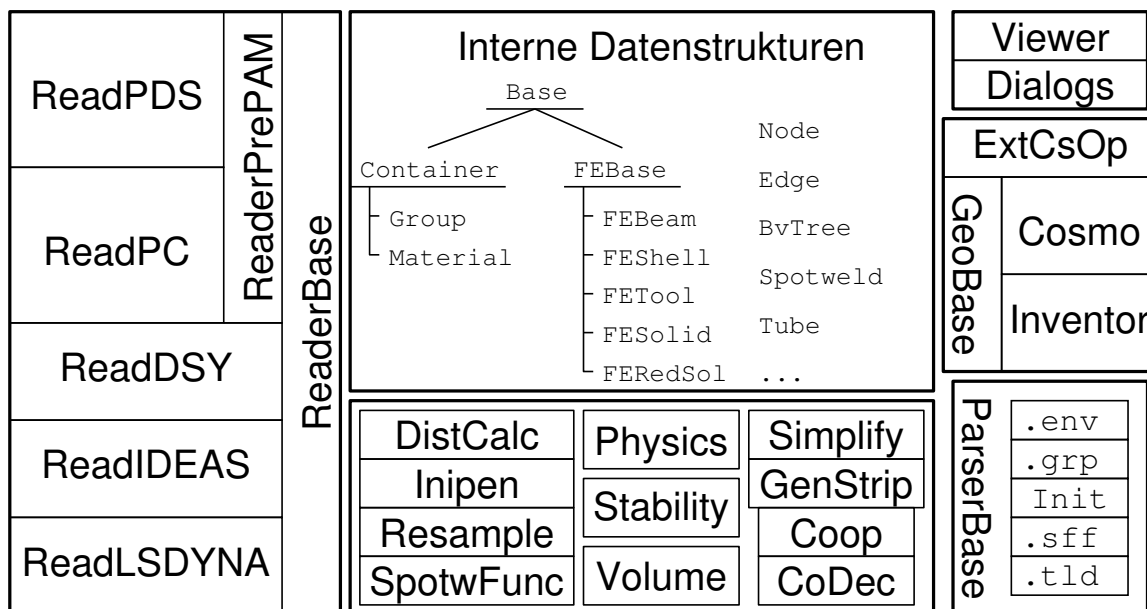 ReadPDS
ReadPC
ReaderPrePAM
ReadDSY
ReadIDEAS
ReadLSDYNA
ReaderBase
Interne Datenstrukturen
Base
Container
Group
Material
FEBase
FEBeam
FEShell
FETool
FESolid
FERedSol
Node
Edge
BvTree
Spotweld
Tube
...
DistCalc
Inipen
Resample
SpotwFunc
Physics
Stability
Volume
Simplify
GenStrip
Coop
CoDec
Viewer
Dialogs
ExtCsOp
GeoBase
Cosmo
Inventor
ParserBase
.env
.grp
Init
.sff
.tld